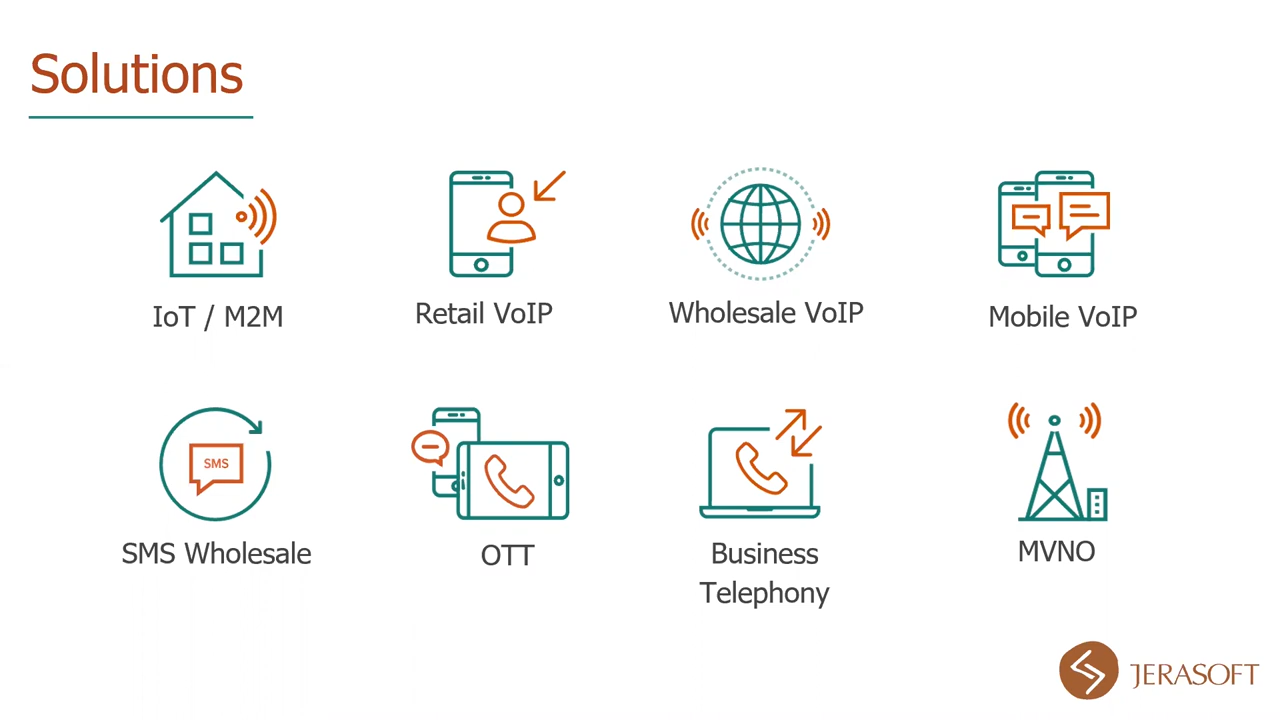 Solutions
IoT / M2M
Retail VoIP
Wholesale VoIP
Mobile VoIP
SMS
SMS Wholesale
OTT
Business
Telephony
MVNO
JERASOFT